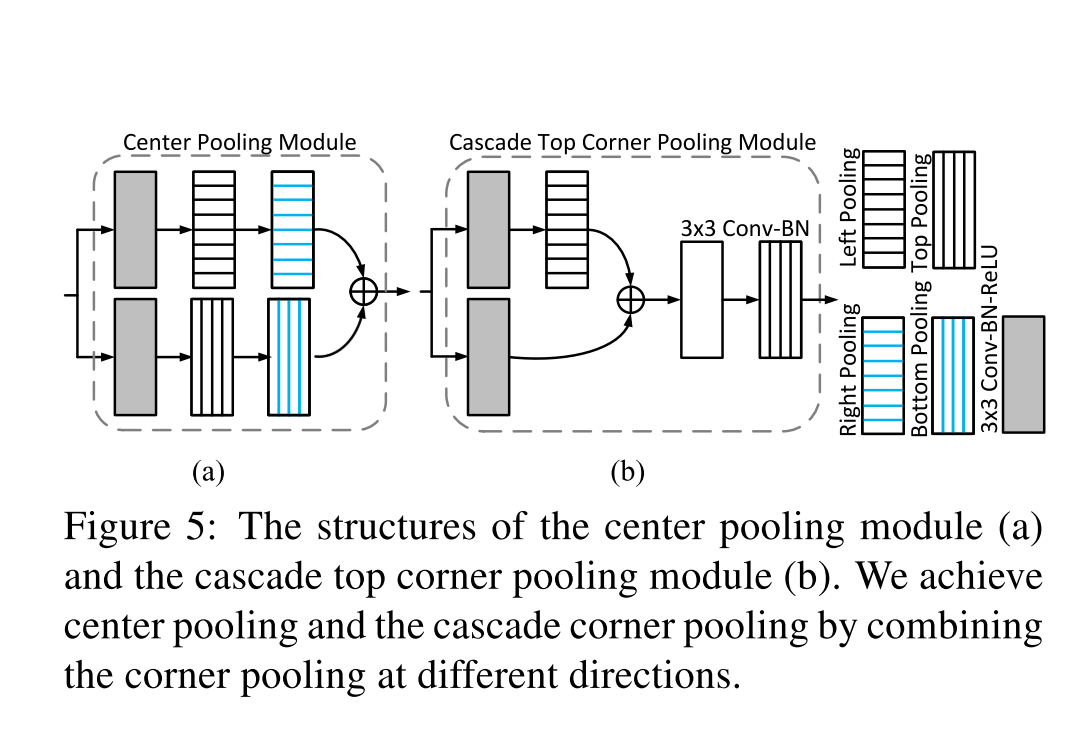 Center Pooling Module
Cascade Top Corner Pooling Module
3x3 Conv-BN
Left Pooling
Top Pooling
Right Pooling
Bottom Pooling
3x3 Conv-BN-ReLU
(a)
(b)
Figure 5: The structures of the center pooling module (a)
and the cascade top corner pooling module (b). We achieve
center pooling and the cascade corner pooling by combining
the corner pooling at different directions.